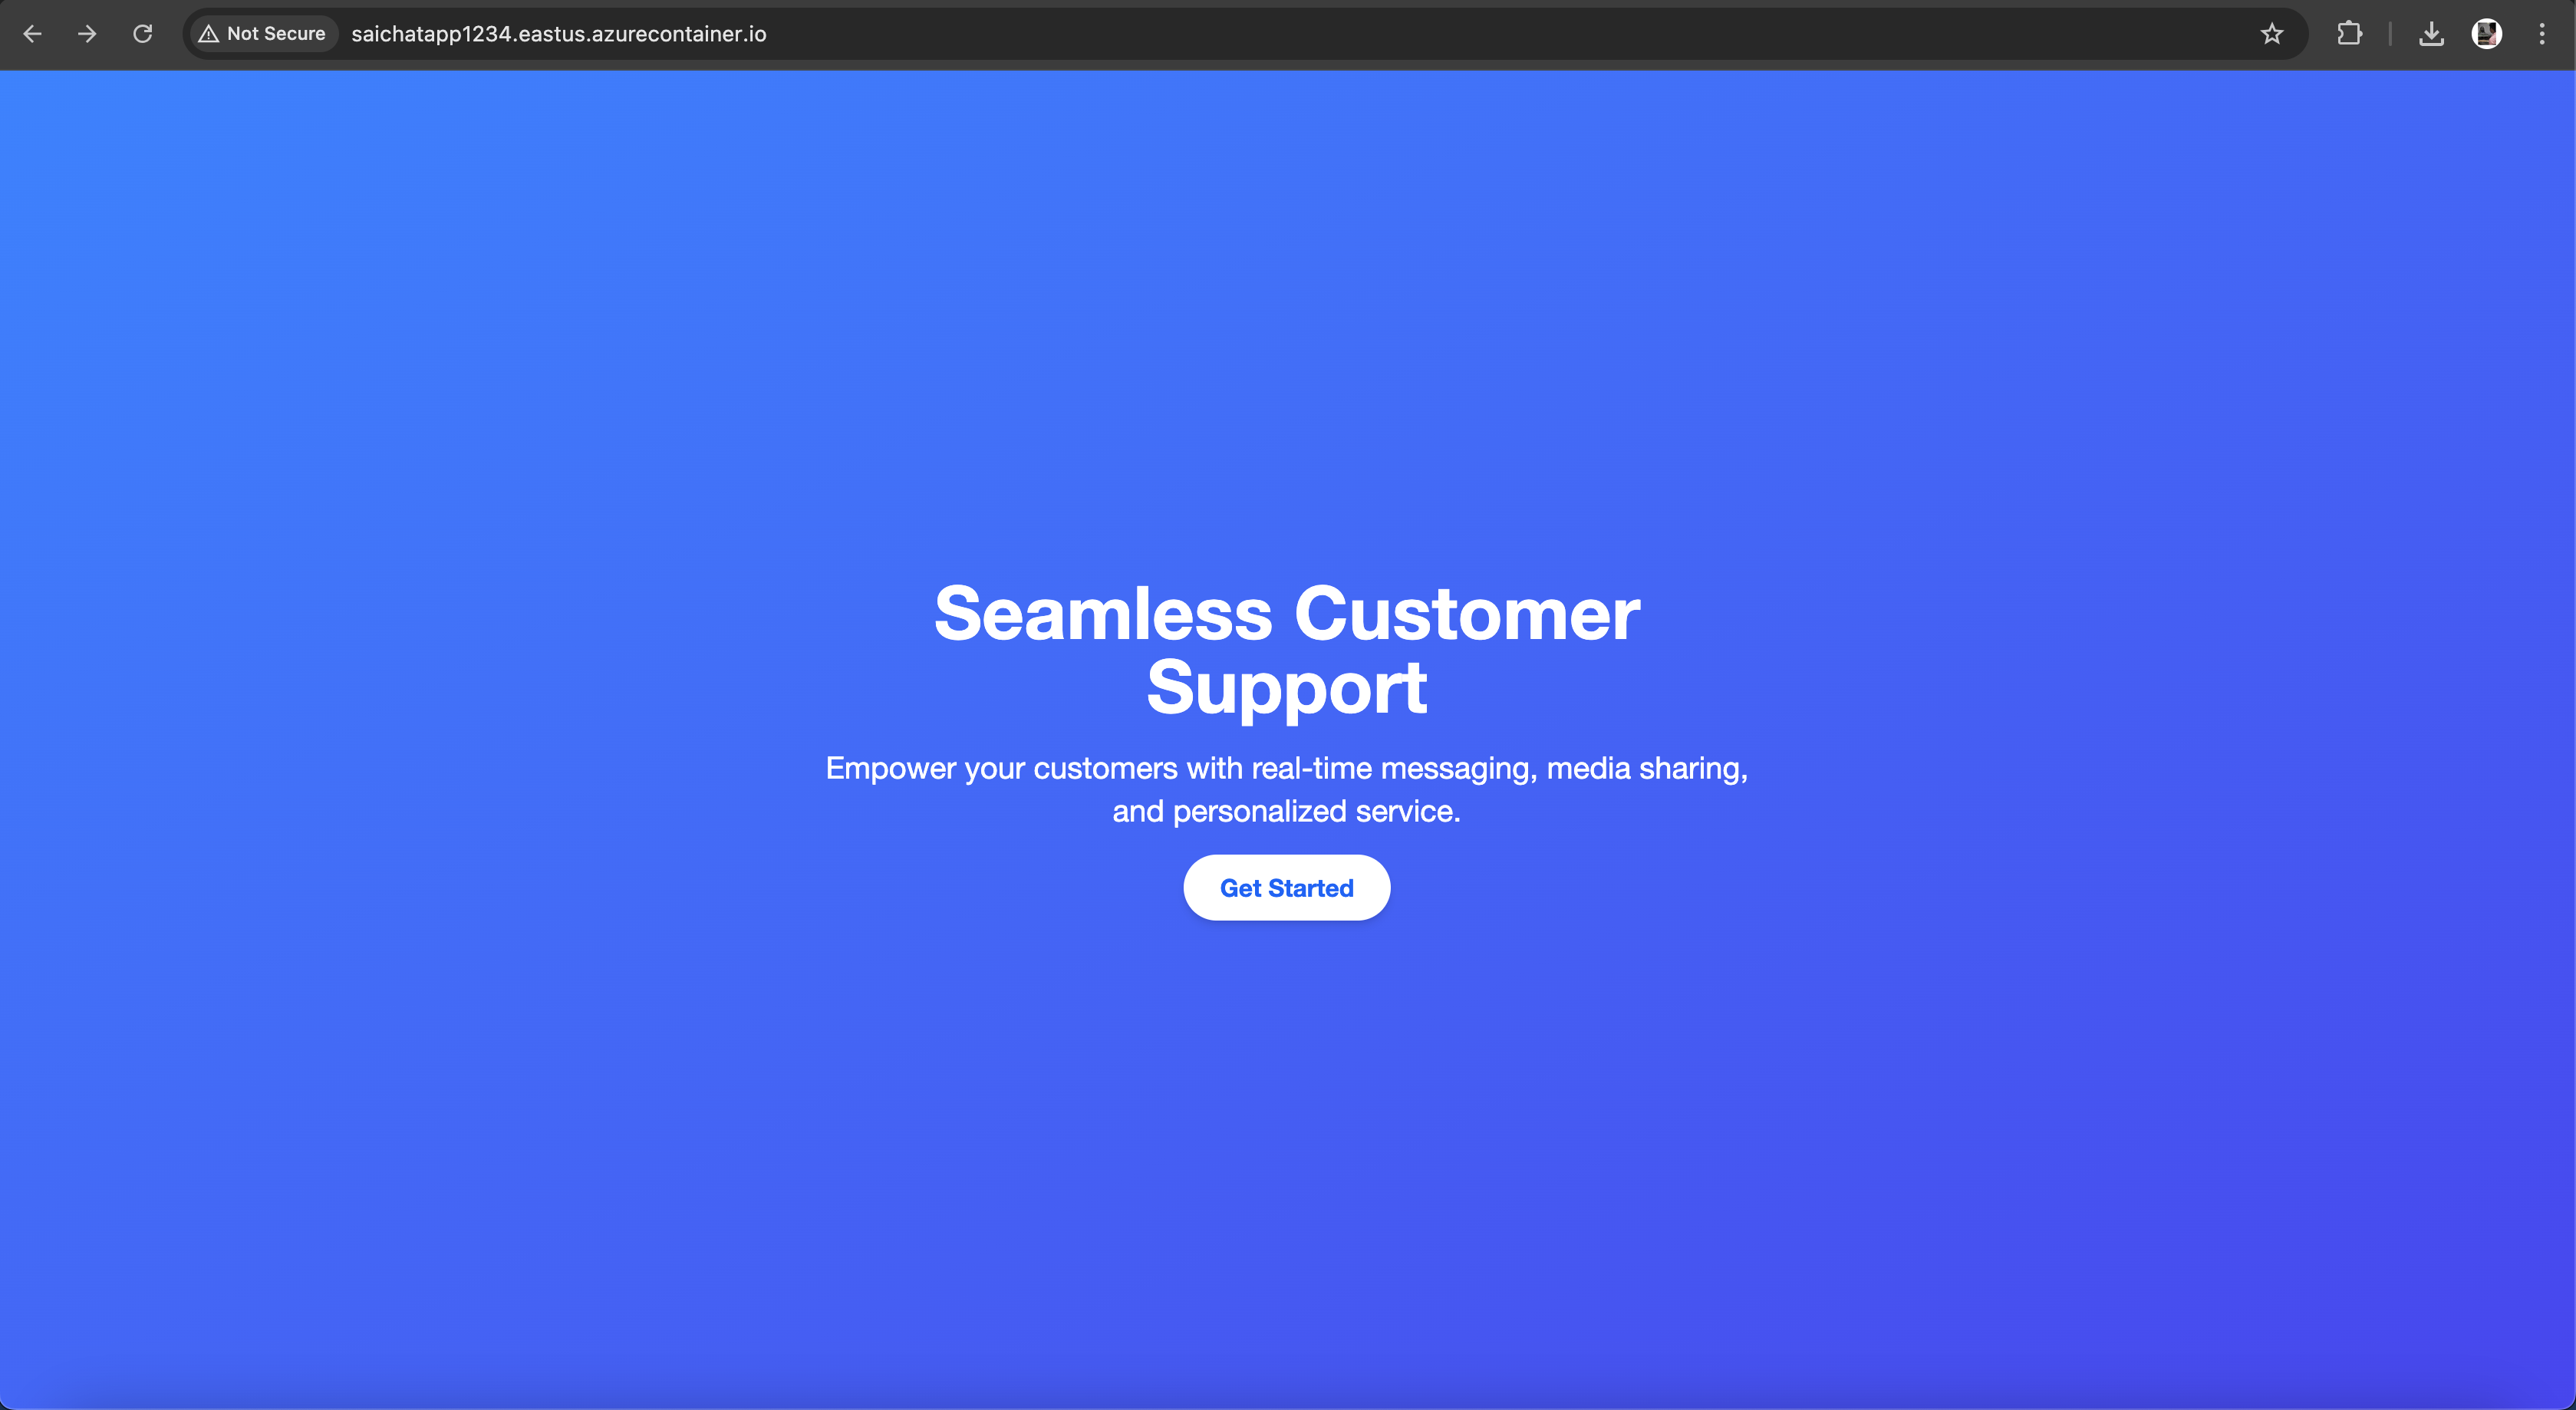 Not Secure saichatapp1234.eastus.azurecontainer.io
Seamless Customer
Support
Empower your customers with real-time messaging, media sharing,
and personalized service.
Get Started